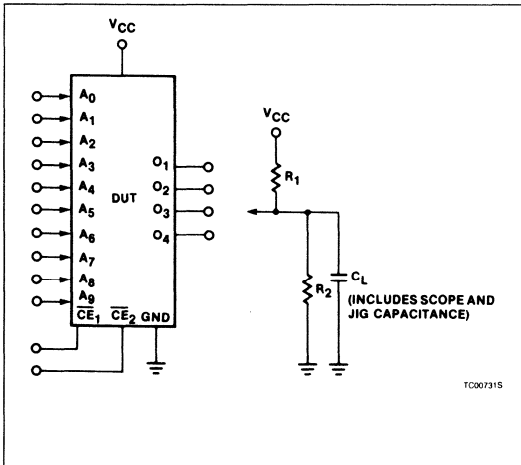 VCC
A0
A1
A2
A3
A4
A5
A6
A7
A8
A9
DUT
O1
O2
O3
O4
CE1 CE2 GND
VCC
R1
R2
CL
(INCLUDES SCOPE AND
JIG CAPACITANCE)
TC00731S